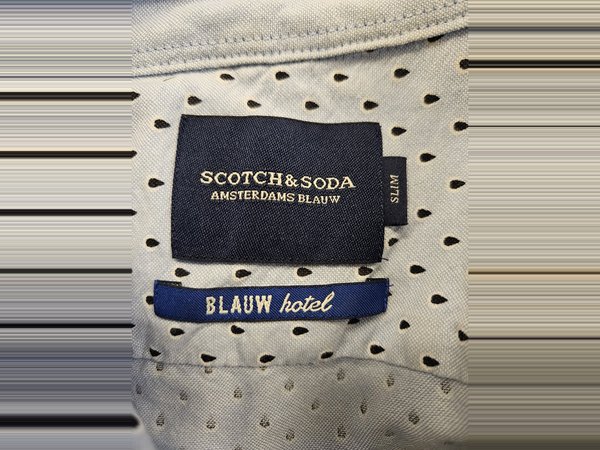 SCOTCH & SODA
AMSTERDAMS BLAUW
SLIM
BLAUW hotel